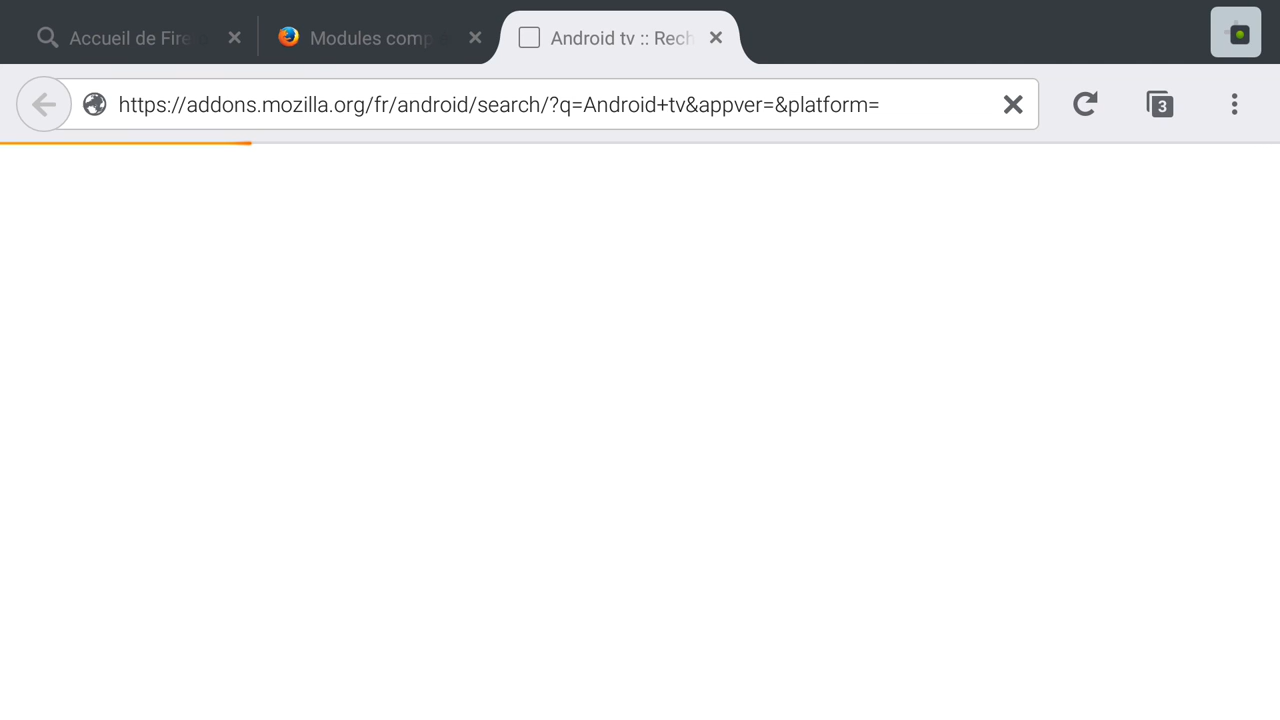 Accueil de Fire
Modules comp
Android tv :: Rech
https://addons.mozilla.org/fr/android/search/?q=Android+tv&appver=&platform=
3